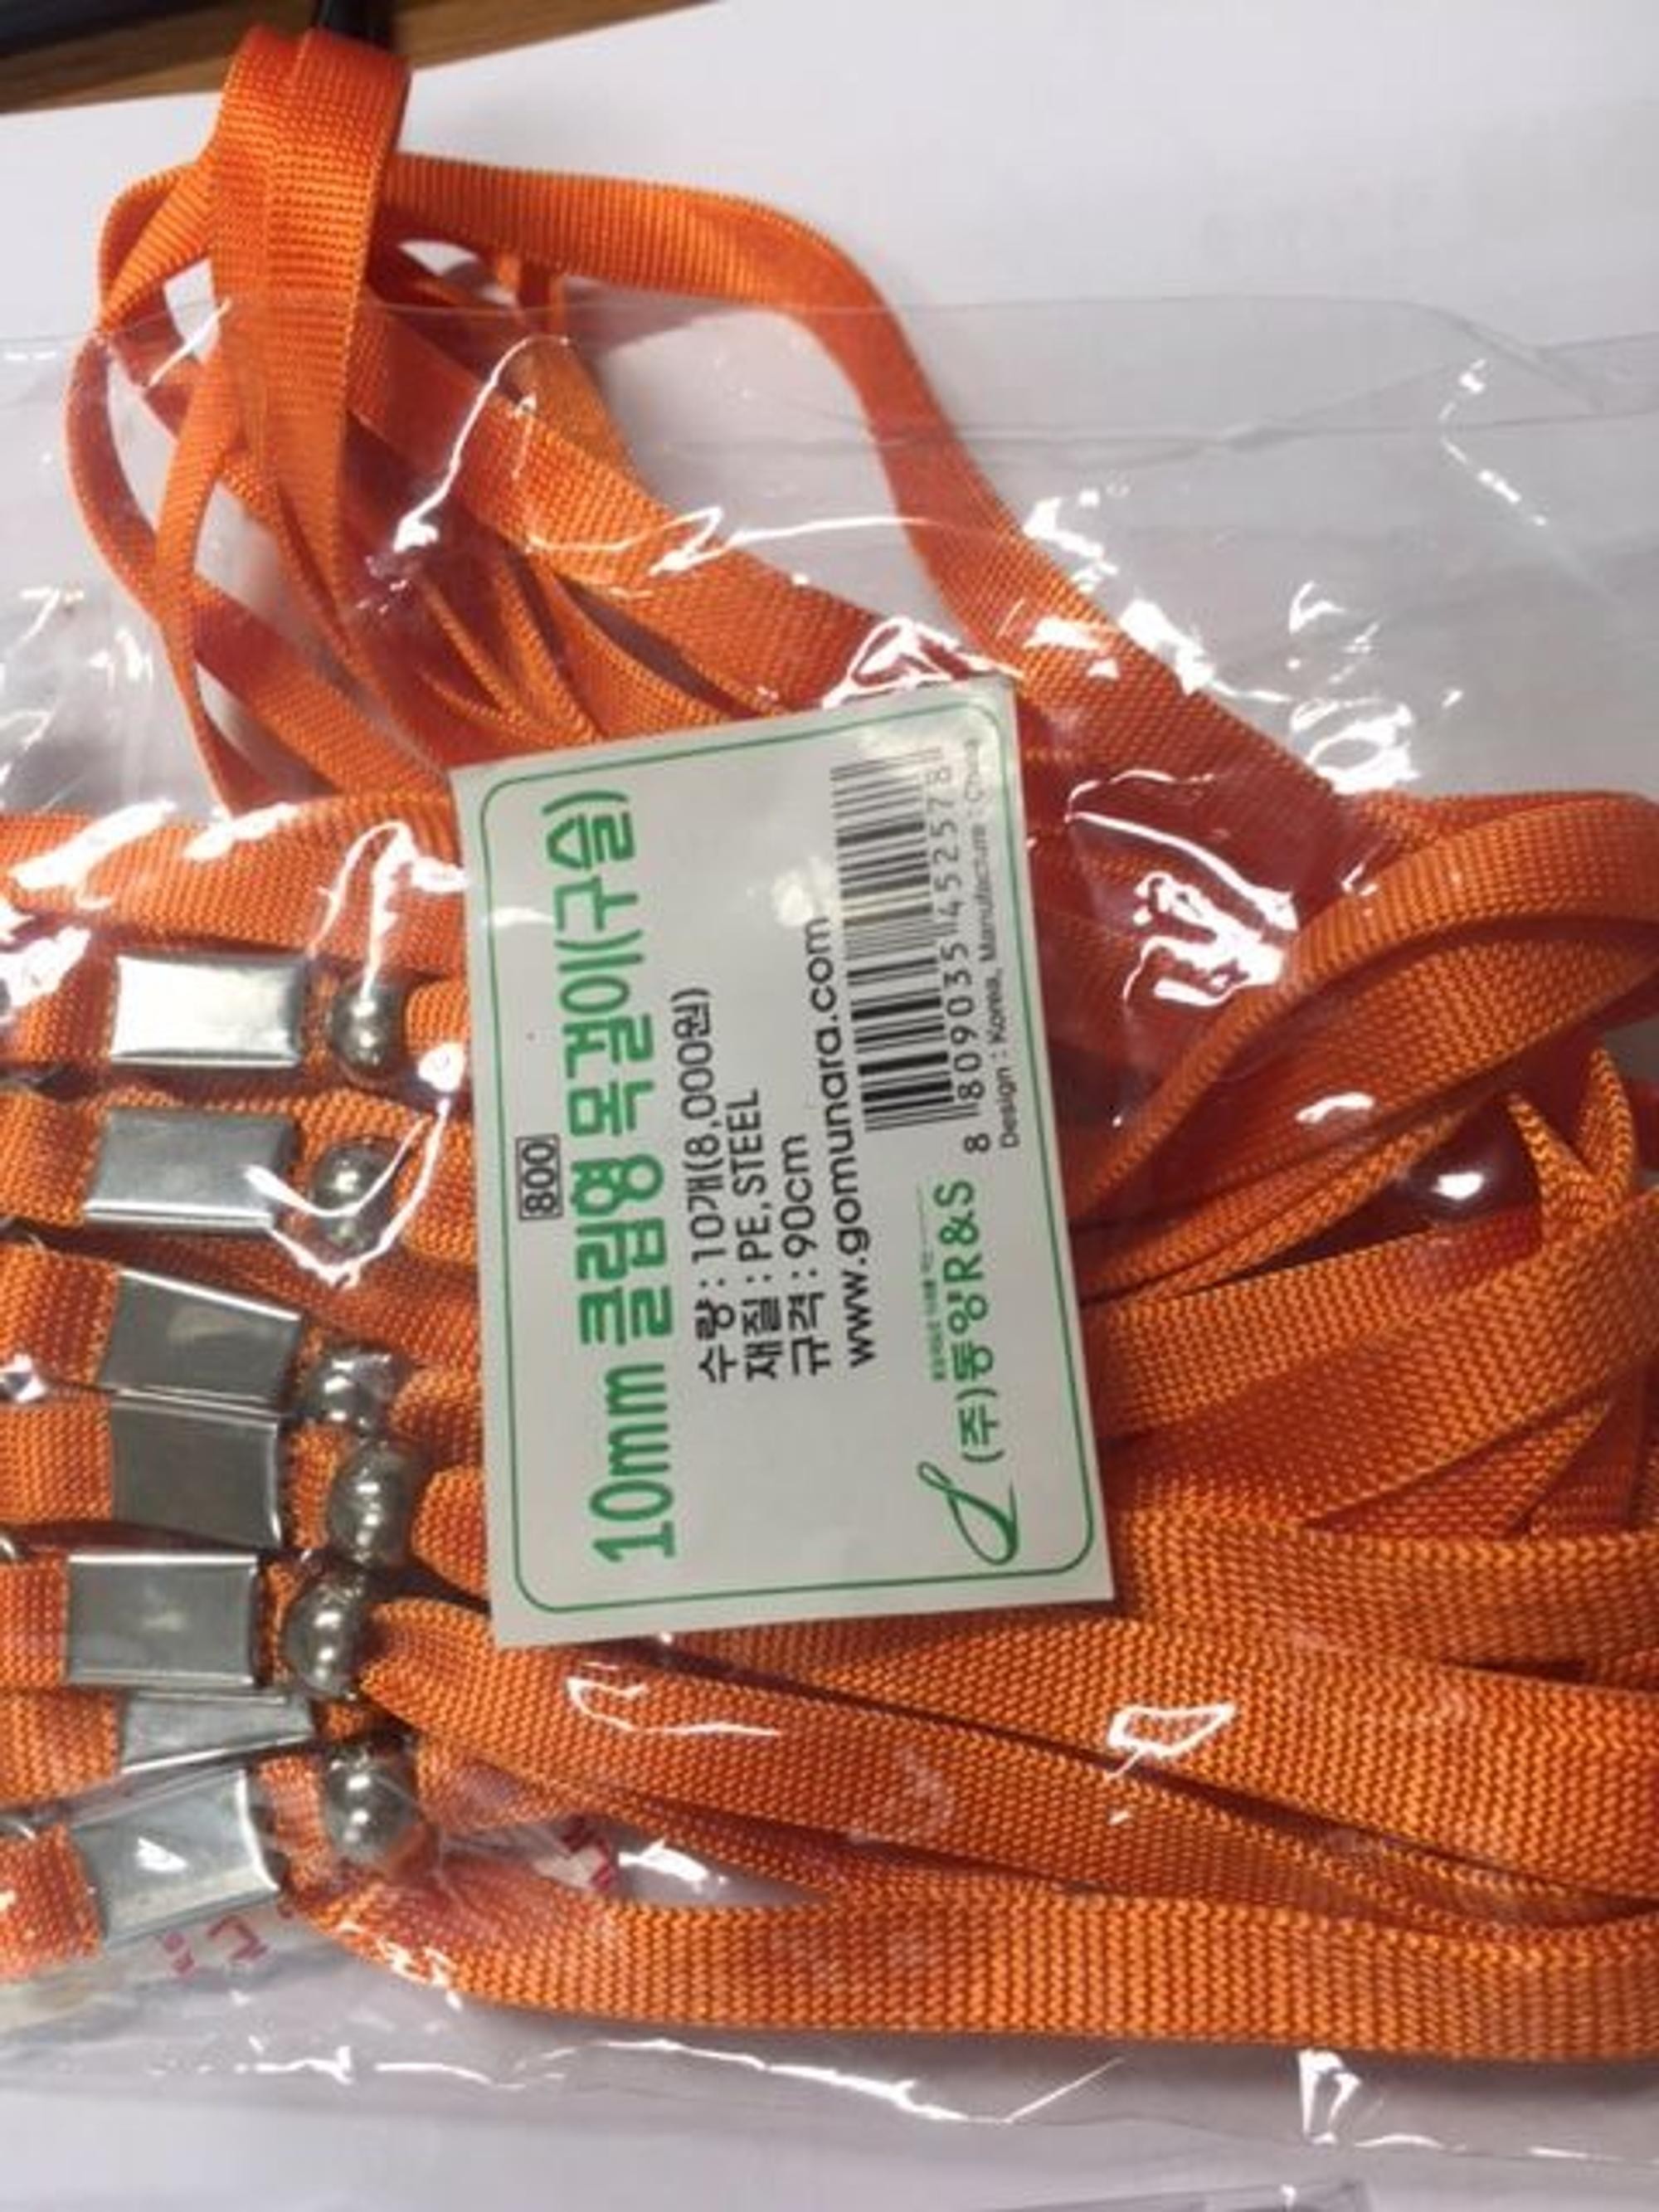 800
10mm 클립형 목걸이(구슬)
수량 : 10개(8,000원)
재질 : PE, STEEL
규격 : 90cm
www.gomunara.com
8 809035 452578
Design : Korea, Manufacture : China
(주)동양R&S